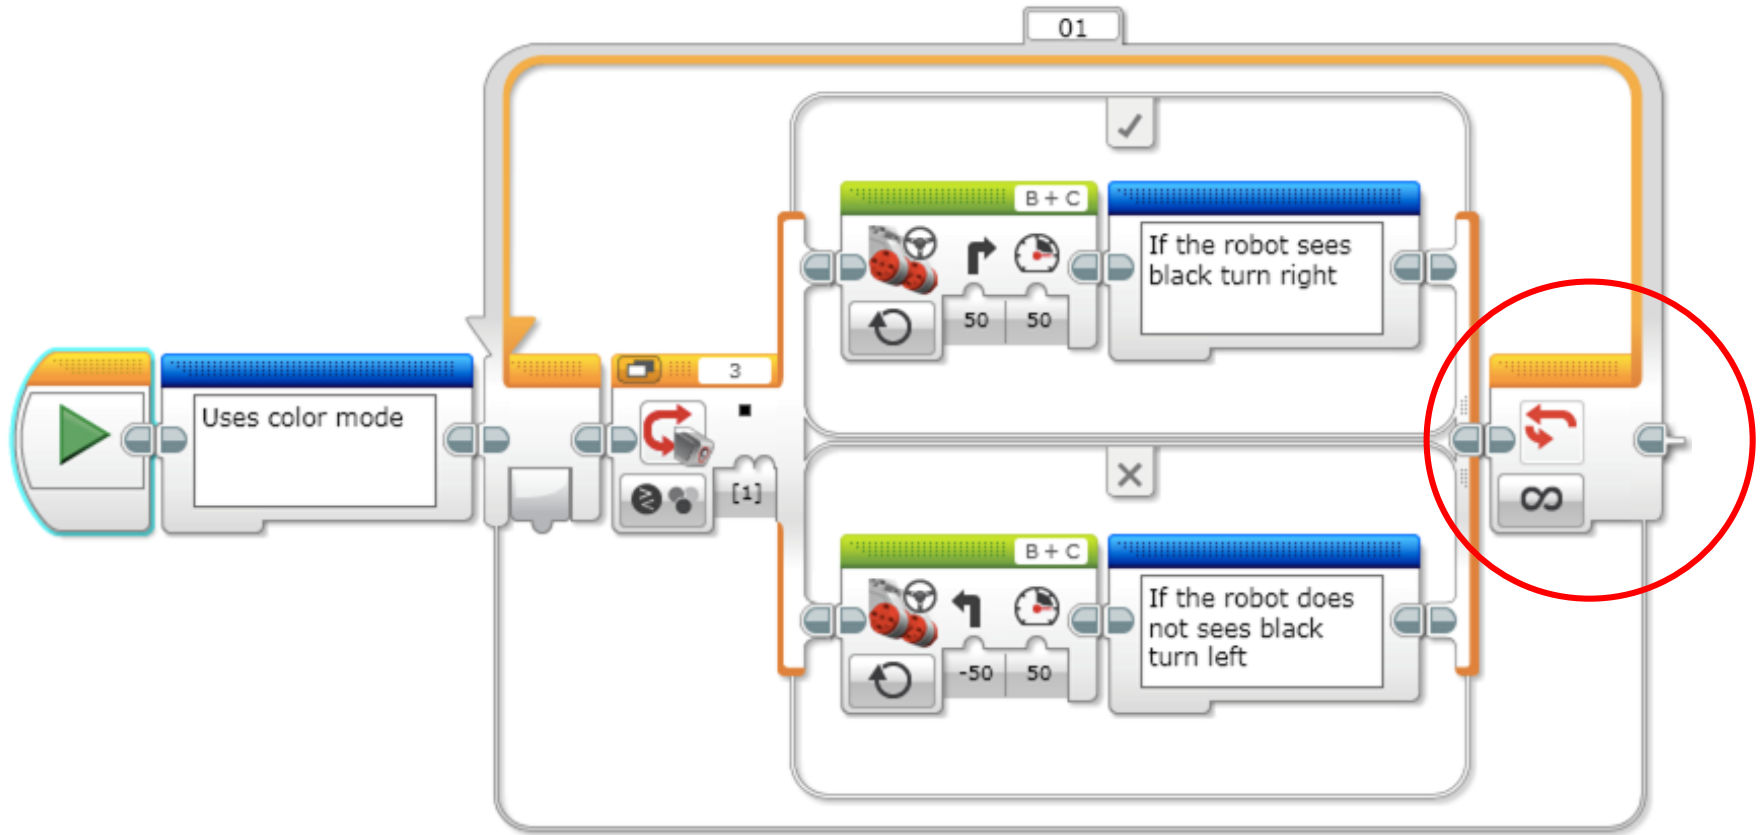 01
B + C
If the robot sees
black turn right
50 50
3
Uses color mode
[1]
B + C
If the robot does
not sees black
turn left
-50 50